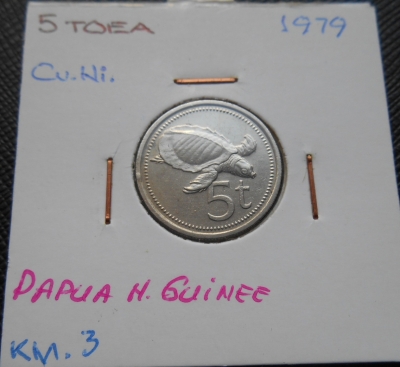 5 TOEA 1979
Cu.Ni.
5t
PAPUA N. GUINEE
KM. 3